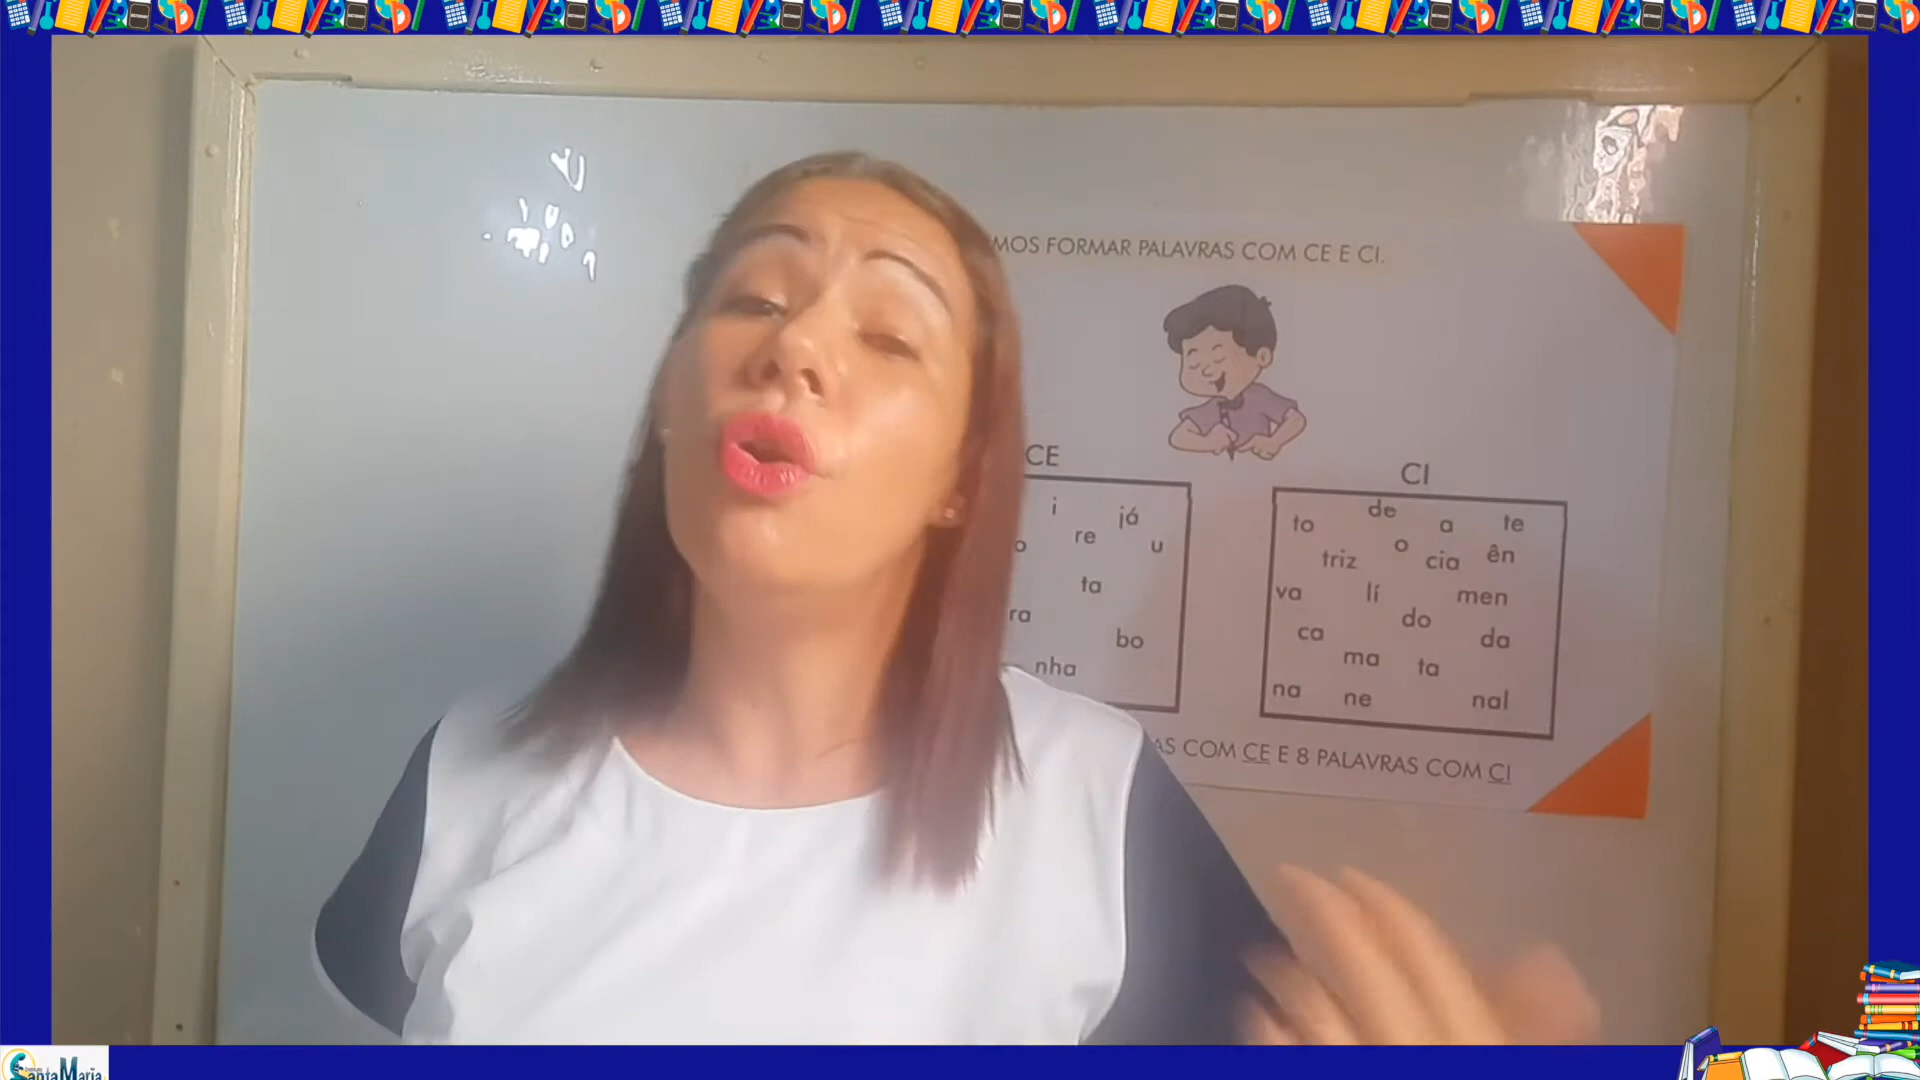 MOS FORMAR PALAVRAS COM CE E CI.
CE
i
já
o
re
u
ta
ra
bo
nha
CI
to
de
a
te
triz
o
cia
ên
va
lí
men
ca
do
da
ma
ta
na
ne
nal
AS COM CE E 8 PALAVRAS COM CI
Santa Maria